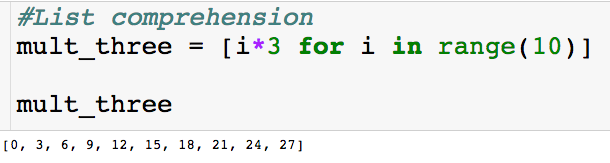 #List comprehension
mult_three = [i*3 for i in range(10)]
mult_three
[0, 3, 6, 9, 12, 15, 18, 21, 24, 27]